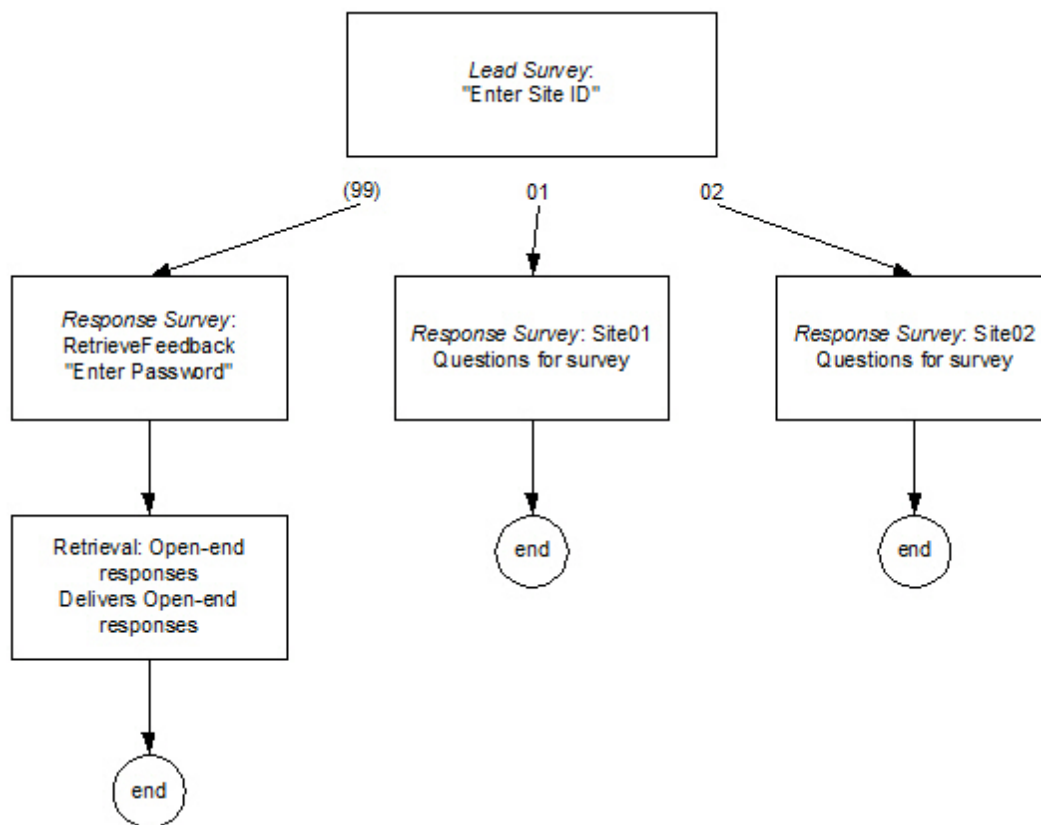 Lead Survey:
"Enter Site ID"
(99)
01
02
Response Survey:
RetrieveFeedback
"Enter Password"
Response Survey: Site01
Questions for survey
Response Survey: Site02
Questions for survey
Retrieval: Open-end
responses
Delivers Open-end
responses
end
end
end